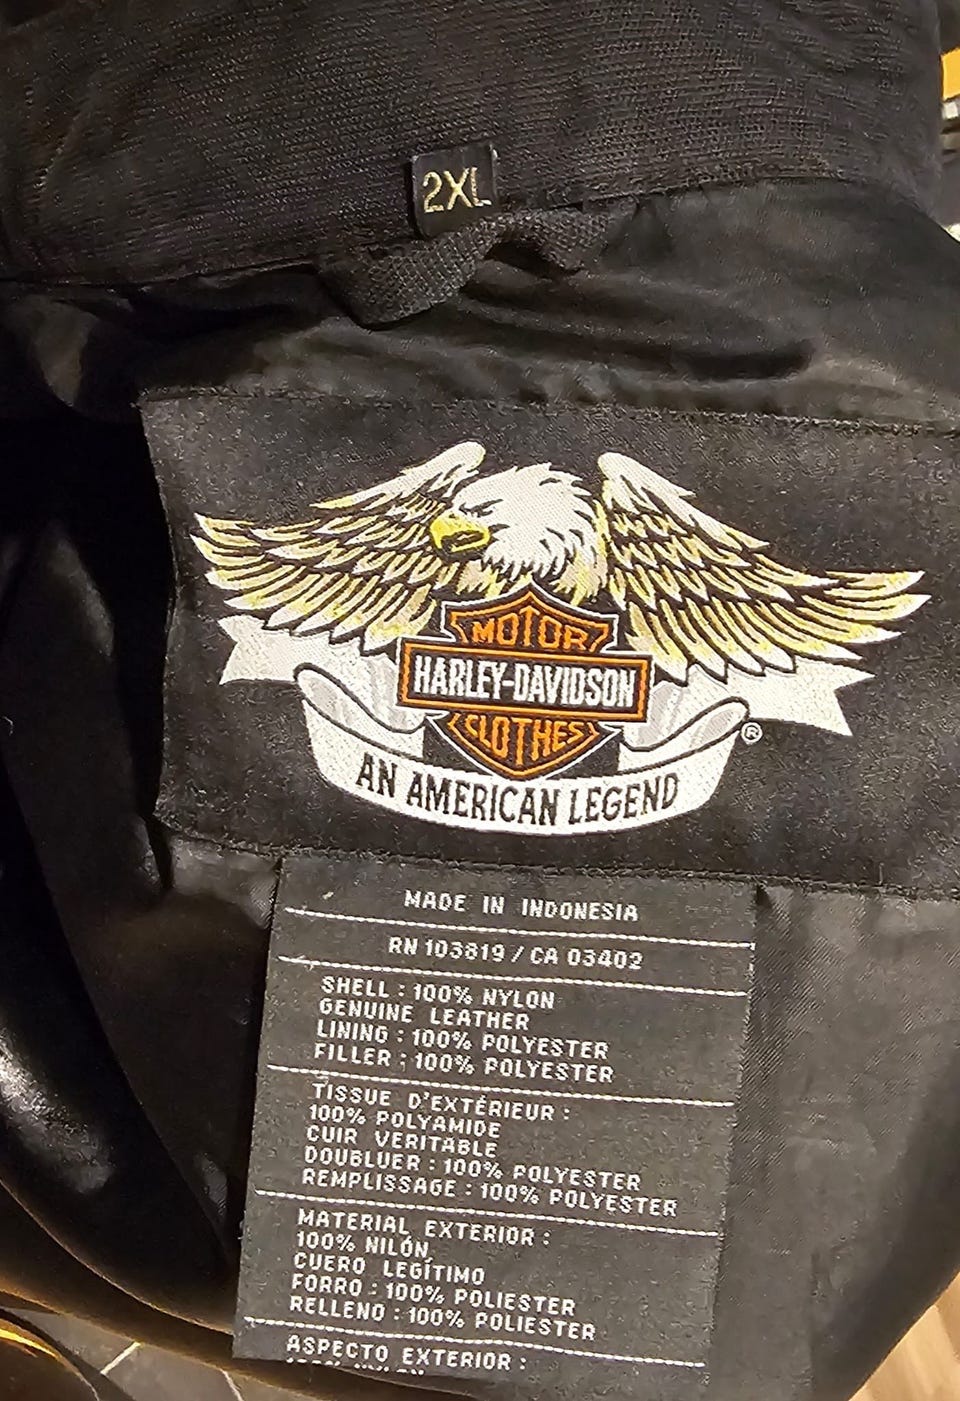 2XL
MOTOR
HARLEY-DAVIDSON
CLOTHES
®
AN AMERICAN LEGEND
MADE IN INDONESIA
RN 103819 / CA 03402
SHELL : 100% NYLON
GENUINE LEATHER
LINING : 100% POLYESTER
FILLER : 100% POLYESTER
TISSUE D'EXTÉRIEUR :
100% POLYAMIDE
CUIR VERITABLE
DOUBLUER : 100% POLYESTER
REMPLISSAGE : 100% POLYESTER
MATERIAL EXTERIOR :
100% NILÓN
CUERO LEGÍTIMO
FORRO : 100% POLIESTER
RELLENO : 100% POLIESTER
ASPECTO EXTERIOR :